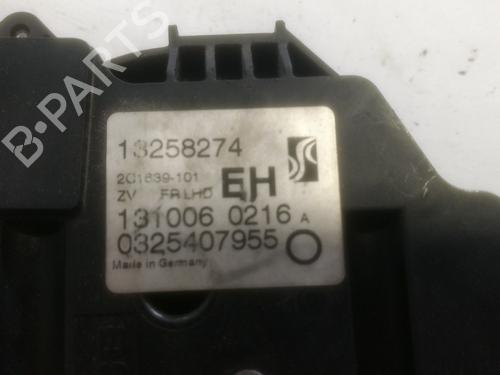 13258274
2C1639-101 EH
ZV FR LHD
131006 0216 A
0325407955
Made in Germany
B-PARTS